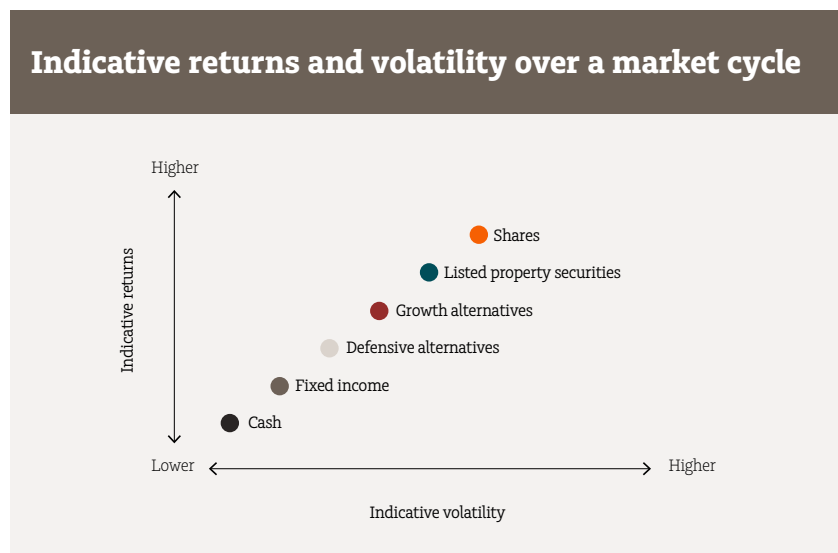 Indicative returns and volatility over a market cycle
Higher
Indicative returns
Shares
Listed property securities
Growth alternatives
Defensive alternatives
Fixed income
Cash
Lower
Higher
Indicative volatility